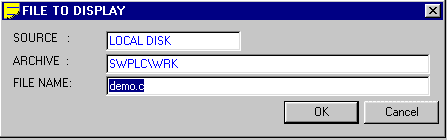 FILE TO DISPLAY
SOURCE : LOCAL DISK
ARCHIVE : SWPLC\WRK
FILE NAME: demo.c
OK Cancel